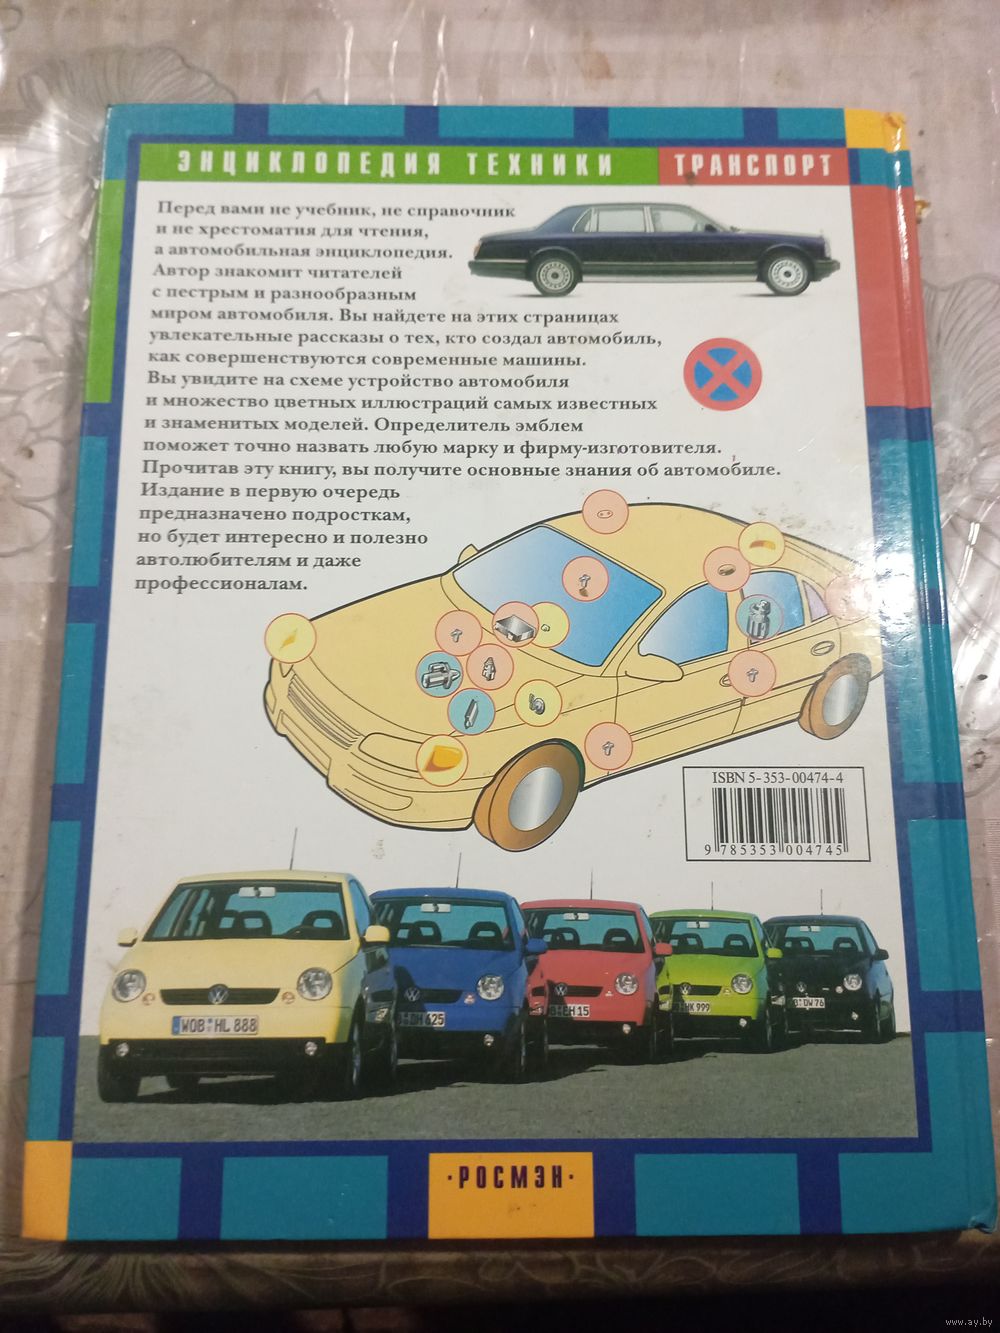 ЭНЦИКЛОПЕДИЯ ТЕХНИКИ ТРАНСПОРТ
Перед вами не учебник, не справочник
и не хрестоматия для чтения,
а автомобильная энциклопедия.
Автор знакомит читателей
с пестрым и разнообразным
миром автомобиля. Вы найдете на этих страницах
увлекательные рассказы о тех, кто создал автомобиль,
как совершенствуются современные машины.
Вы увидите на схеме устройство автомобиля
и множество цветных иллюстраций самых известных
и знаменитых моделей. Определитель эмблем
поможет точно назвать любую марку и фирму-изготовителя.
Прочитав эту книгу, вы получите основные знания об автомобиле.
Издание в первую очередь
предназначено подросткам,
но будет интересно и полезно
автолюбителям и даже
профессионалам.
ISBN 5-353-00474-4
9 785353 004745
WOB HL 888
·РОСМЭН·
www.ay.by